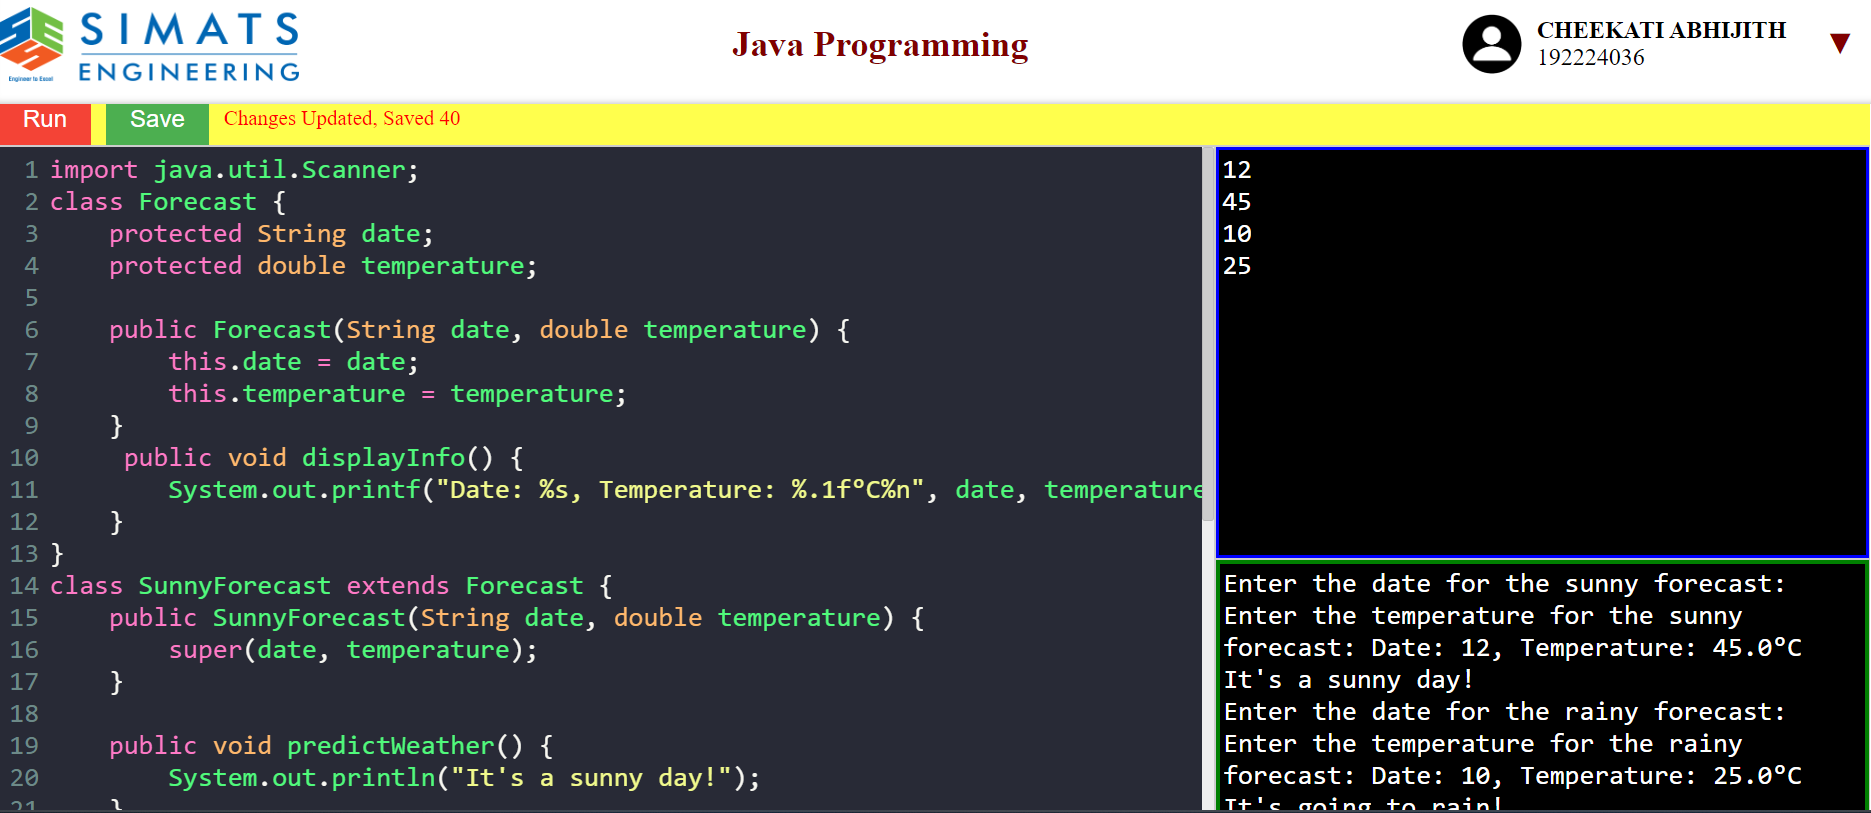 SIMATS
ENGINEERING
Engineer to Excel
Java Programming
CHEEKATI ABHIJITH
192224036
Run Save Changes Updated, Saved 40
1 import java.util.Scanner;
2 class Forecast {
3     protected String date;
4     protected double temperature;
5
6     public Forecast(String date, double temperature) {
7         this.date = date;
8         this.temperature = temperature;
9     }
10      public void displayInfo() {
11         System.out.printf("Date: %s, Temperature: %.1fºC%n", date, temperature
12     }
13 }
14 class SunnyForecast extends Forecast {
15     public SunnyForecast(String date, double temperature) {
16         super(date, temperature);
17     }
18
19     public void predictWeather() {
20         System.out.println("It's a sunny day!");
21     }
12
45
10
25
Enter the date for the sunny forecast:
Enter the temperature for the sunny
forecast: Date: 12, Temperature: 45.0ºC
It's a sunny day!
Enter the date for the rainy forecast:
Enter the temperature for the rainy
forecast: Date: 10, Temperature: 25.0ºC
It's going to rain!